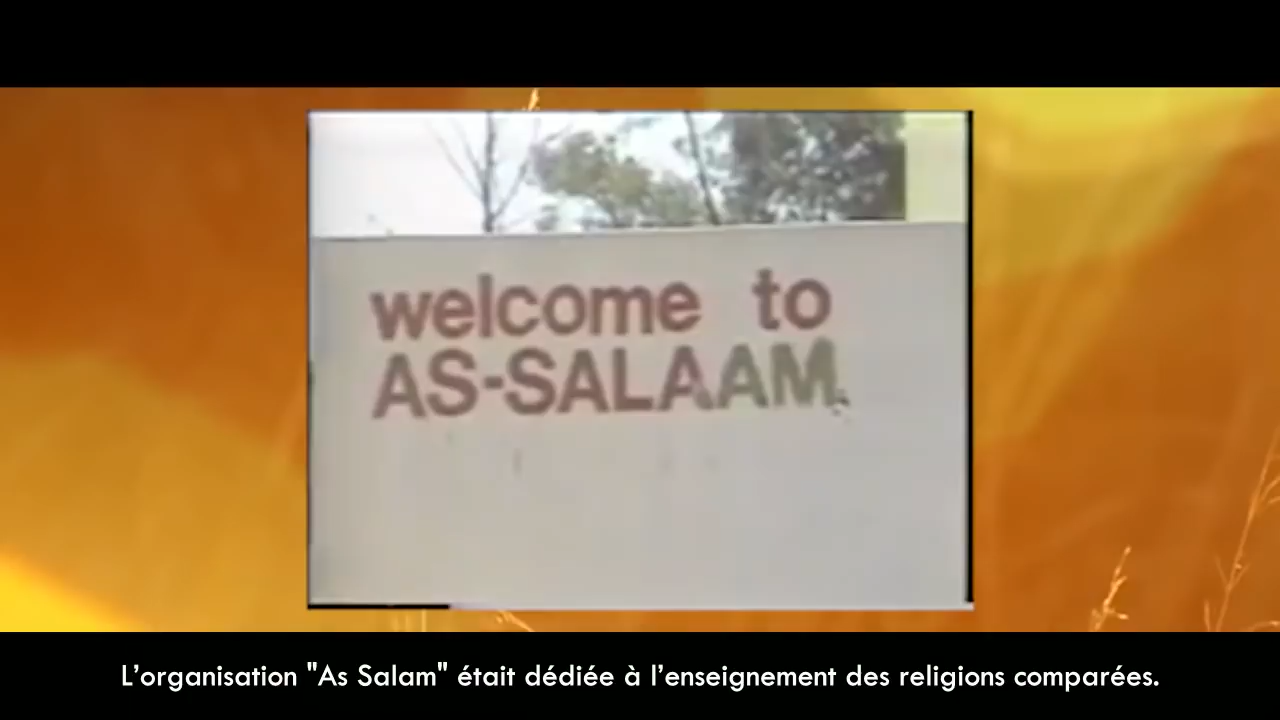 welcome to
AS-SALAAM
L'organisation "As Salam" était dédiée à l'enseignement des religions comparées.